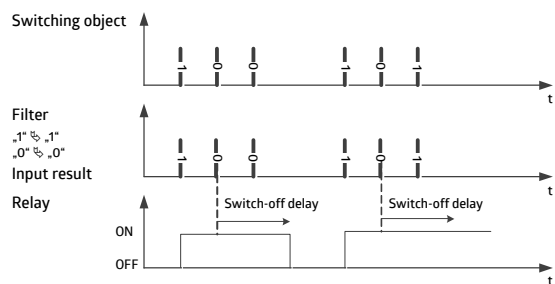 Switching object
1 0 0 1 0 1
t
Filter
„1“ ⇘ „1“
„0“ ⇘ „0“
Input result
1 0 0 1 0 1
t
Relay
Switch-off delay Switch-off delay
ON
OFF
t